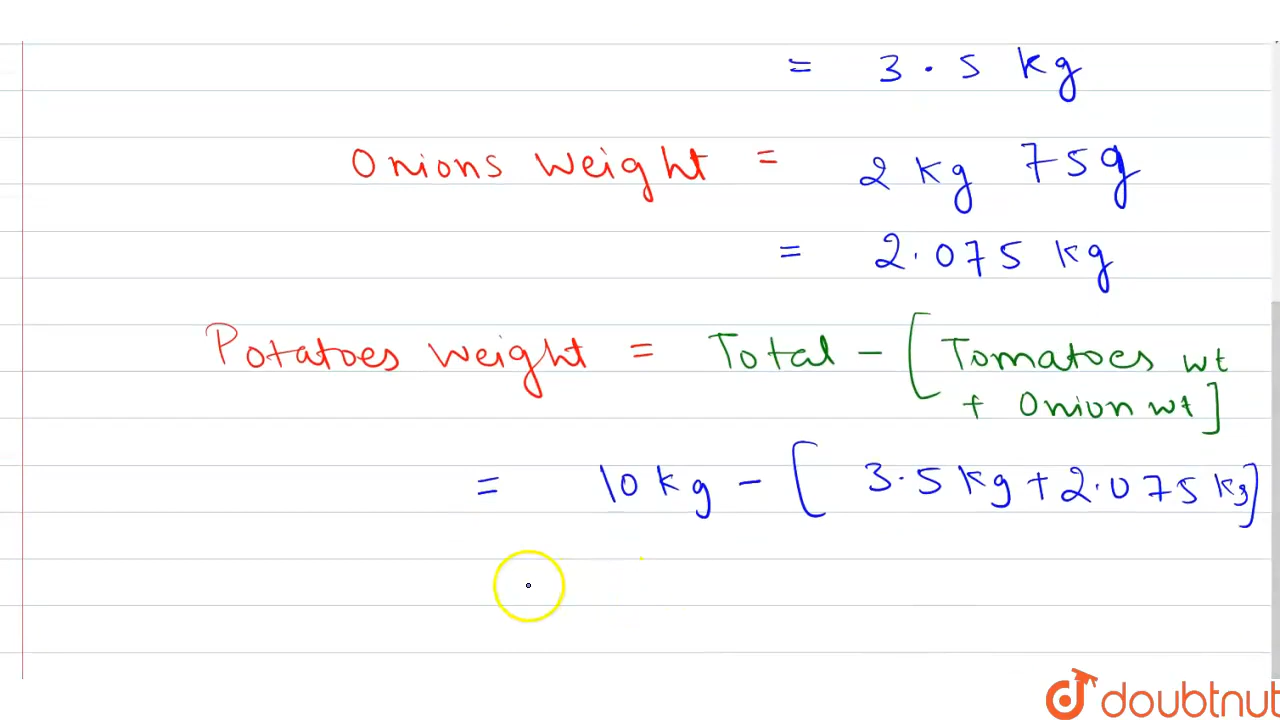 = 3.5 kg
Onions Weight = 2 kg 75g
= 2.075 kg
Potatoes Weight = Total - [Tomatoes wt
+ Onion wt]
= 10 kg - [3.5 kg + 2.075 kg]
doubtnut